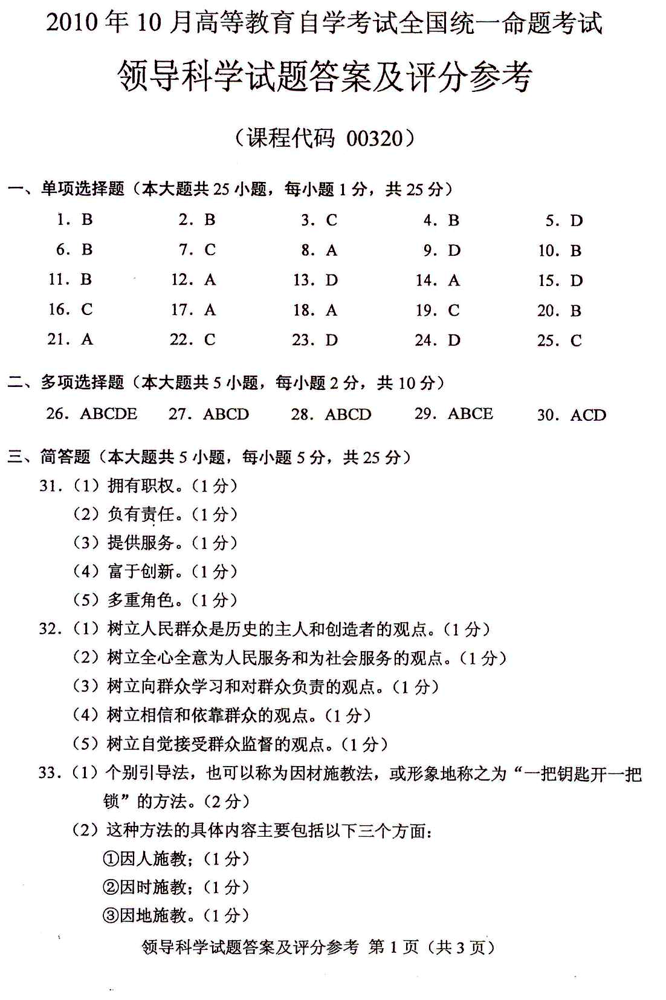 2010 年 10 月高等教育自学考试全国统一命题考试
领导科学试题答案及评分参考
（课程代码 00320）
一、单项选择题（本大题共 25 小题，每小题 1 分，共 25 分）
1．B 2．B 3．C 4．B 5．D
6．B 7．C 8．A 9．D 10．B
11．B 12．A 13．D 14．A 15．D
16．C 17．A 18．A 19．C 20．B
21．A 22．C 23．D 24．D 25．C
二、多项选择题（本大题共 5 小题，每小题 2 分，共 10 分）
26．ABCDE 27．ABCD 28．ABCD 29．ABCE 30．ACD
三、简答题（本大题共 5 小题，每小题 5 分，共 25 分）
31．（1）拥有职权。（1 分）
（2）负有责任。（1 分）
（3）提供服务。（1 分）
（4）富于创新。（1 分）
（5）多重角色。（1 分）
32．（1）树立人民群众是历史的主人和创造者的观点。（1 分）
（2）树立全心全意为人民服务和为社会服务的观点。（1 分）
（3）树立向群众学习和对群众负责的观点。（1 分）
（4）树立相信和依靠群众的观点。（1 分）
（5）树立自觉接受群众监督的观点。（1 分）
33．（1）个别引导法，也可以称为因材施教法，或形象地称之为“一把钥匙开一把
锁”的方法。（2 分）
（2）这种方法的具体内容主要包括以下三个方面：
①因人施教；（1 分）
②因时施教；（1 分）
③因地施教。（1 分）
领导科学试题答案及评分参考 第 1 页（共 3 页）